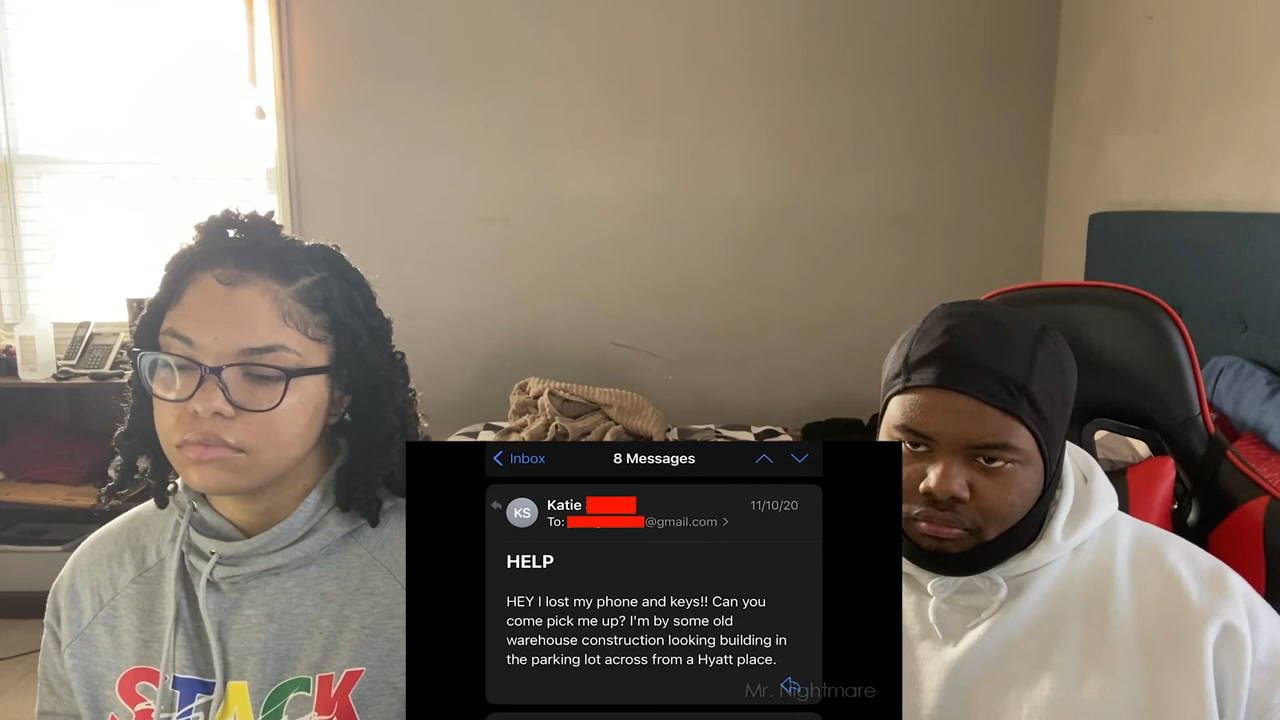 Inbox
8 Messages
KS
Katie
11/10/20
To: @gmail.com
HELP
HEY I lost my phone and keys!! Can you
come pick me up? I'm by some old
warehouse construction looking building in
the parking lot across from a Hyatt place.
Mr. Nightmare
STACK